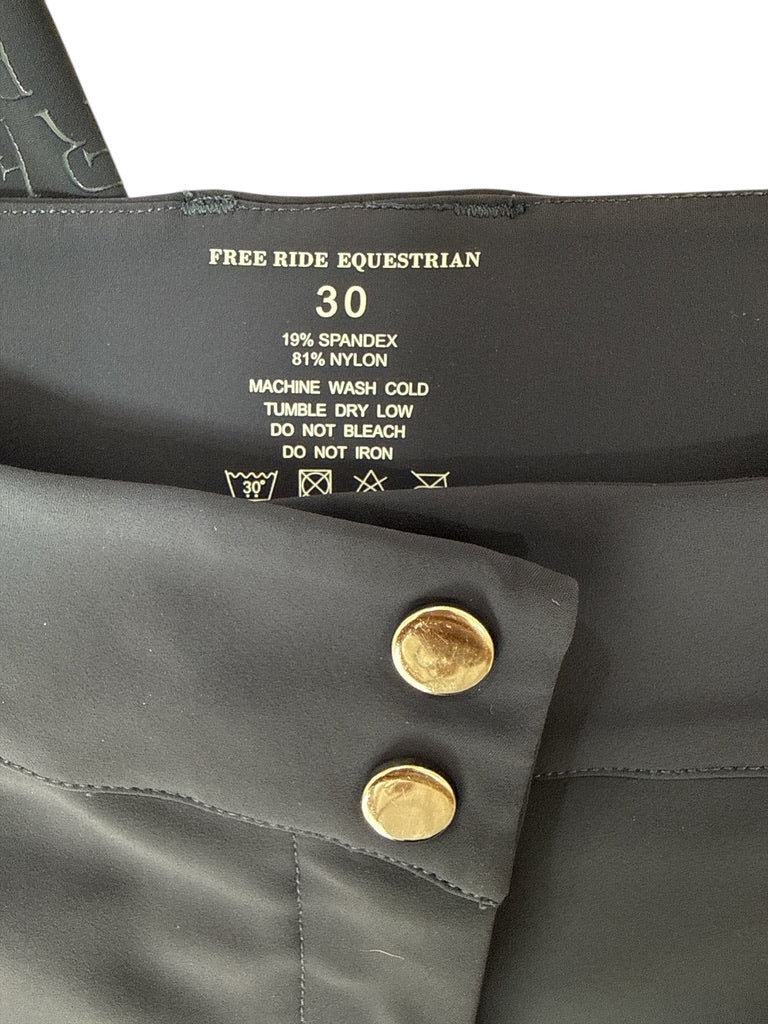 FREE RIDE EQUESTRIAN
30
19% SPANDEX
81% NYLON
MACHINE WASH COLD
TUMBLE DRY LOW
DO NOT BLEACH
DO NOT IRON
30°